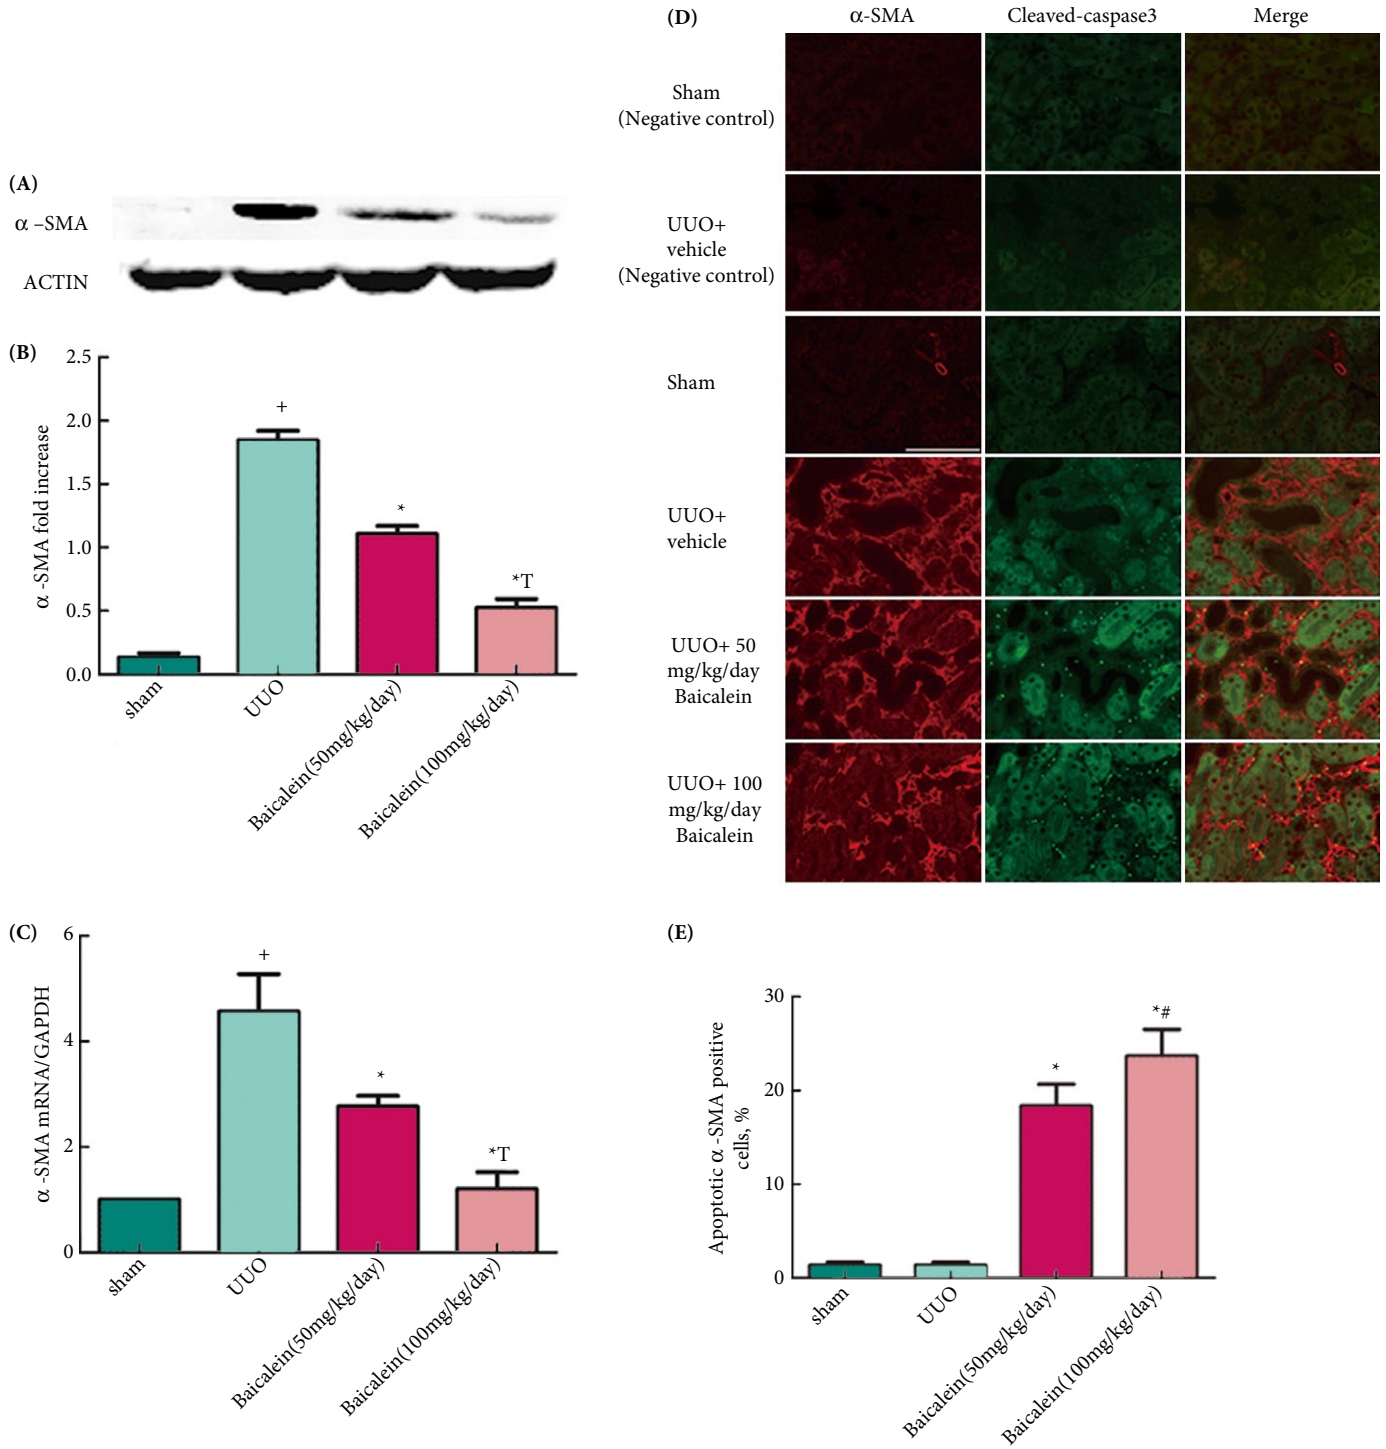 (A)
α –SMA
ACTIN
(B)
α -SMA fold increase
2.5
2.0
1.5
1.0
0.5
0.0
+
*
*T
sham
UUO
Baicalein(50mg/kg/day)
Baicalein(100mg/kg/day)
(C)
α -SMA mRNA/GAPDH
6
4
2
0
+
*
*T
sham
UUO
Baicalein(50mg/kg/day)
Baicalein(100mg/kg/day)
(D)
α-SMA
Cleaved-caspase3
Merge
Sham
(Negative control)
UUO+
vehicle
(Negative control)
Sham
UUO+
vehicle
UUO+ 50
mg/kg/day
Baicalein
UUO+ 100
mg/kg/day
Baicalein
(E)
Apoptotic α -SMA positive
cells, %
30
20
10
0
*
*#
sham
UUO
Baicalein(50mg/kg/day)
Baicalein(100mg/kg/day)